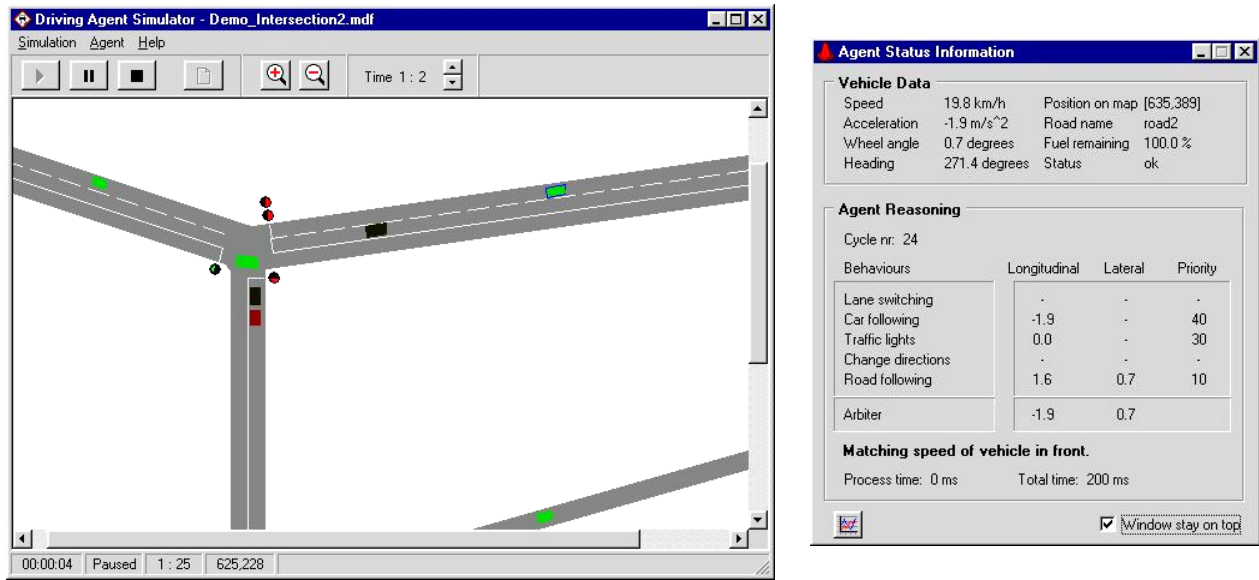 Driving Agent Simulator - Demo_Intersection2.mdf
Simulation Agent Help
Time 1 : 2
00:00:04 Paused 1 : 25 625,228
Agent Status Information
Vehicle Data
Speed 19.8 km/h Position on map [635,389]
Acceleration -1.9 m/s^2 Road name road2
Wheel angle 0.7 degrees Fuel remaining 100.0 %
Heading 271.4 degrees Status ok
Agent Reasoning
Cycle nr: 24
Behaviours Longitudinal Lateral Priority
Lane switching - - -
Car following -1.9 - 40
Traffic lights 0.0 - 30
Change directions - - -
Road following 1.6 0.7 10
Arbiter -1.9 0.7
Matching speed of vehicle in front.
Process time: 0 ms Total time: 200 ms
Window stay on top